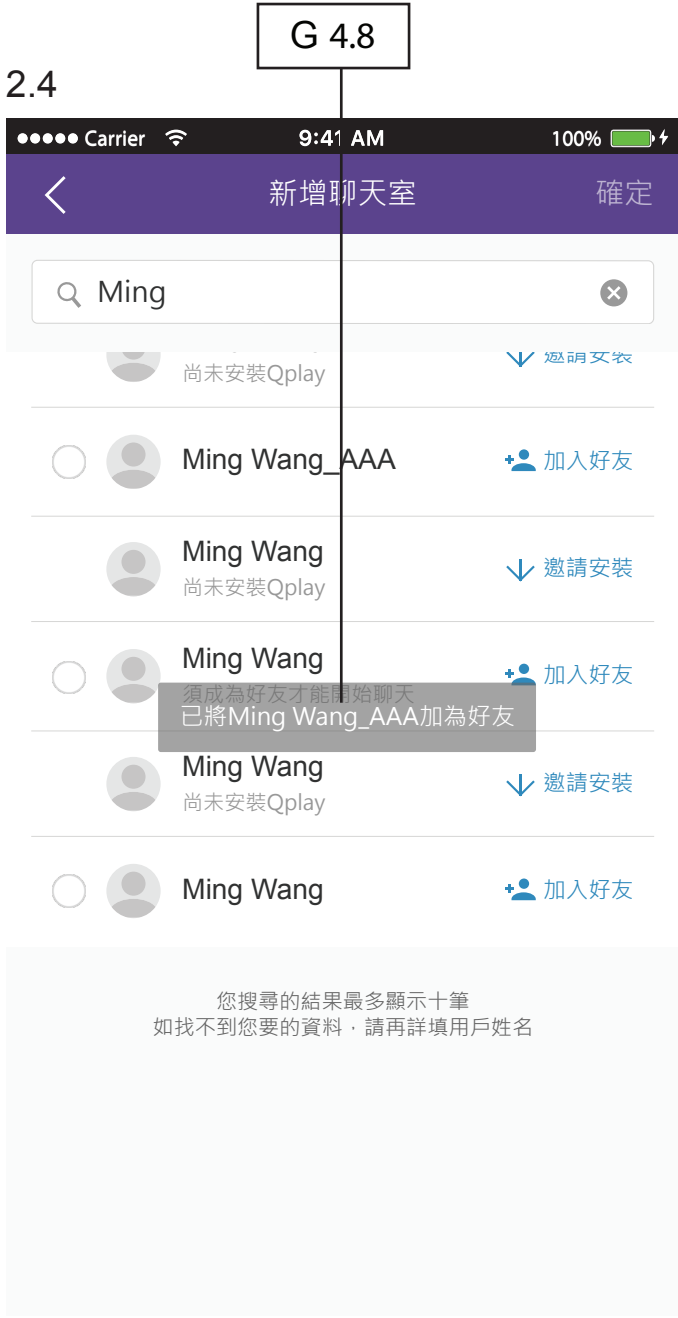 G 4.8
2.4
Carrier 9:41 AM 100%
新增聊天室 確定
Ming
尚未安裝Qplay 邀請安裝
Ming Wang_AAA 加入好友
Ming Wang
尚未安裝Qplay 邀請安裝
Ming Wang
須成為好友才能開始聊天 加入好友
已將Ming Wang_AAA加為好友
Ming Wang
尚未安裝Qplay 邀請安裝
Ming Wang 加入好友
您搜尋的結果最多顯示十筆
如找不到您要的資料，請再詳填用戶姓名